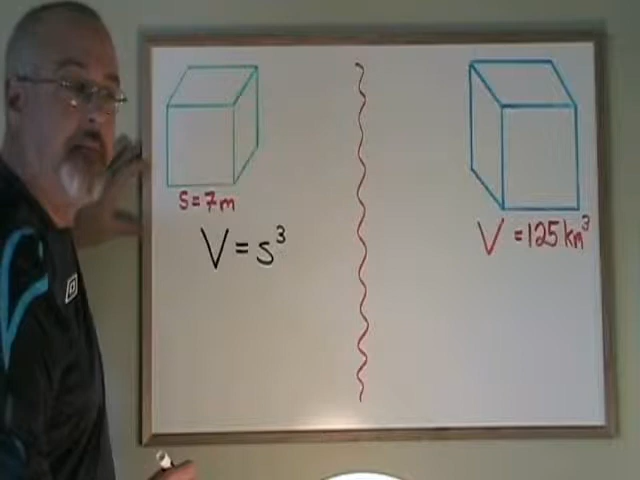 s = 7m
V = s³
V = 125 km³